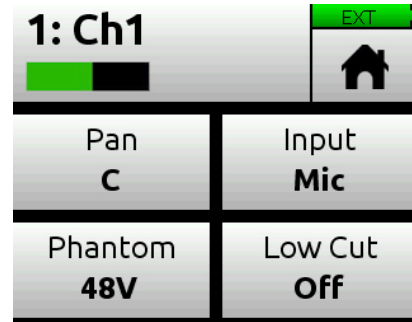 1: Ch1
EXT
Pan
C
Input
Mic
Phantom
48V
Low Cut
Off